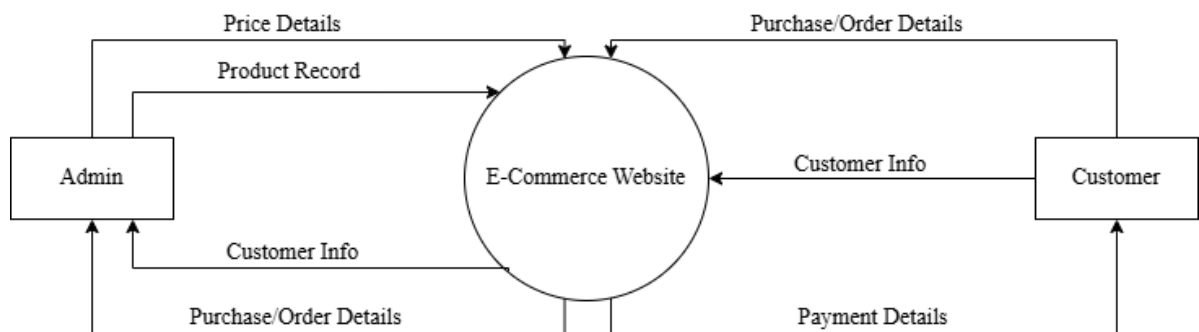 Price Details
Purchase/Order Details
Product Record
Admin
E-Commerce Website
Customer Info
Customer
Customer Info
Purchase/Order Details
Payment Details